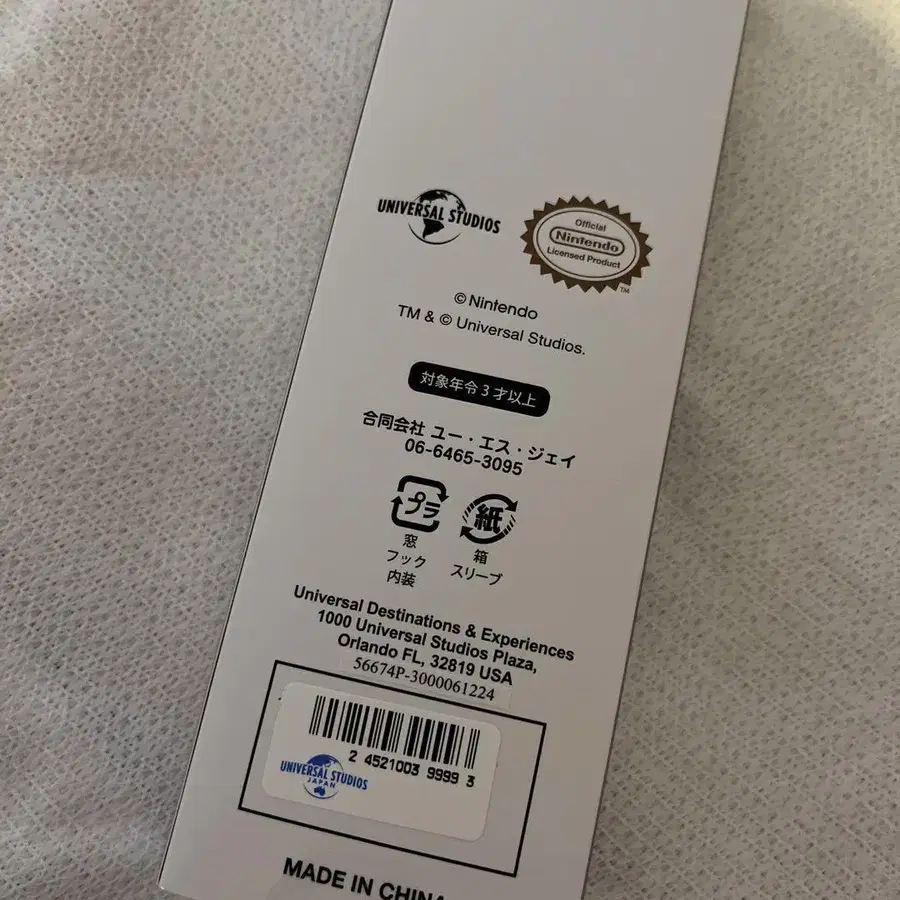 UNIVERSAL STUDIOS
Official
Nintendo
Licensed Product
TM
© Nintendo
TM & © Universal Studios.
対象年令3才以上
合同会社 ユー・エス・ジェイ
06-6465-3095
プラ
紙
窓
フック
内装
箱
スリーブ
Universal Destinations & Experiences
1000 Universal Studios Plaza,
Orlando FL, 32819 USA
56674P-3000061224
2 4521003 9999 3
UNIVERSAL STUDIOS
JAPAN
MADE IN CHINA